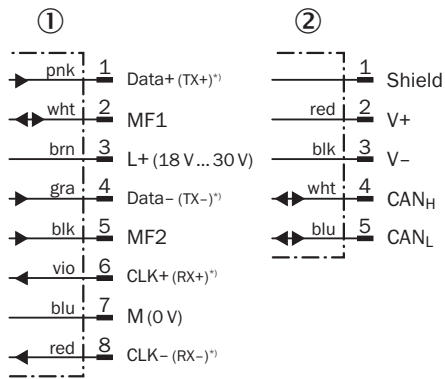 ① ②
pnk 1 Data+ (TX+)*)
wht 2 MF1
brn 3 L+ (18 V ... 30 V)
gra 4 Data– (TX–)*)
blk 5 MF2
vio 6 CLK+ (RX+)*)
blu 7 M (0 V)
red 8 CLK– (RX–)*)
1 Shield
red 2 V+
blk 3 V–
wht 4 CANH
blu 5 CANL